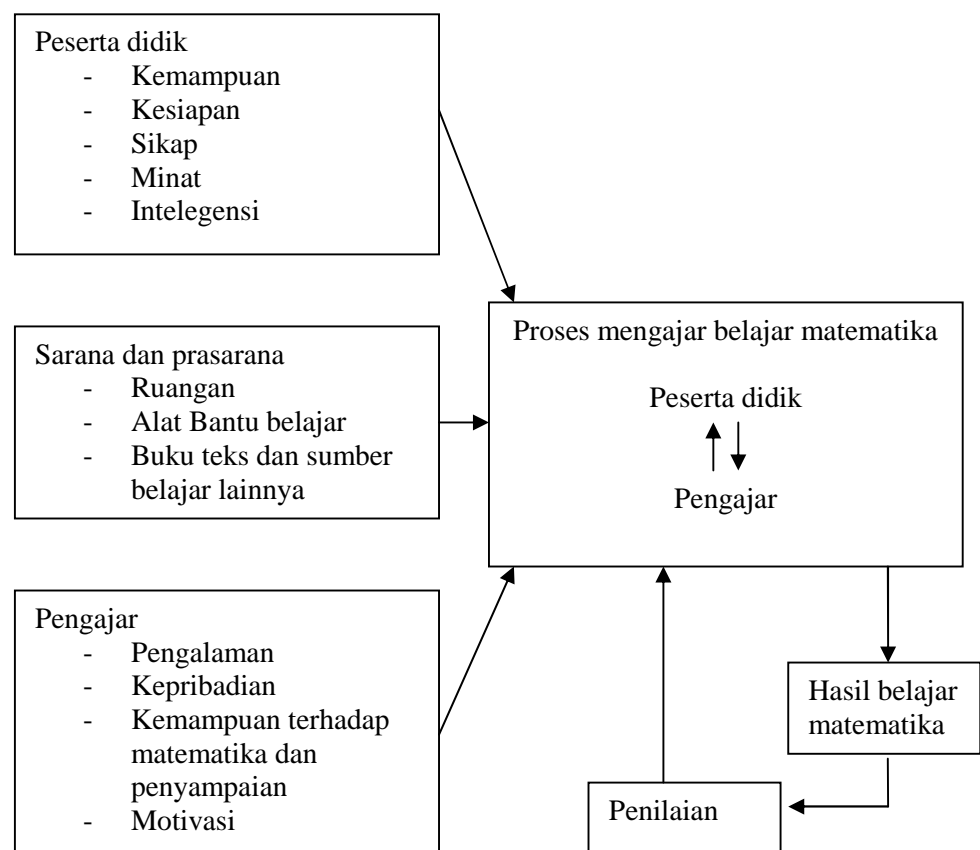 Peserta didik
- Kemampuan
- Kesiapan
- Sikap
- Minat
- Intelegensi
Sarana dan prasarana
- Ruangan
- Alat Bantu belajar
- Buku teks dan sumber
belajar lainnya
Pengajar
- Pengalaman
- Kepribadian
- Kemampuan terhadap
matematika dan
penyampaian
- Motivasi
Proses mengajar belajar matematika
Peserta didik
Pengajar
Hasil belajar
matematika
Penilaian